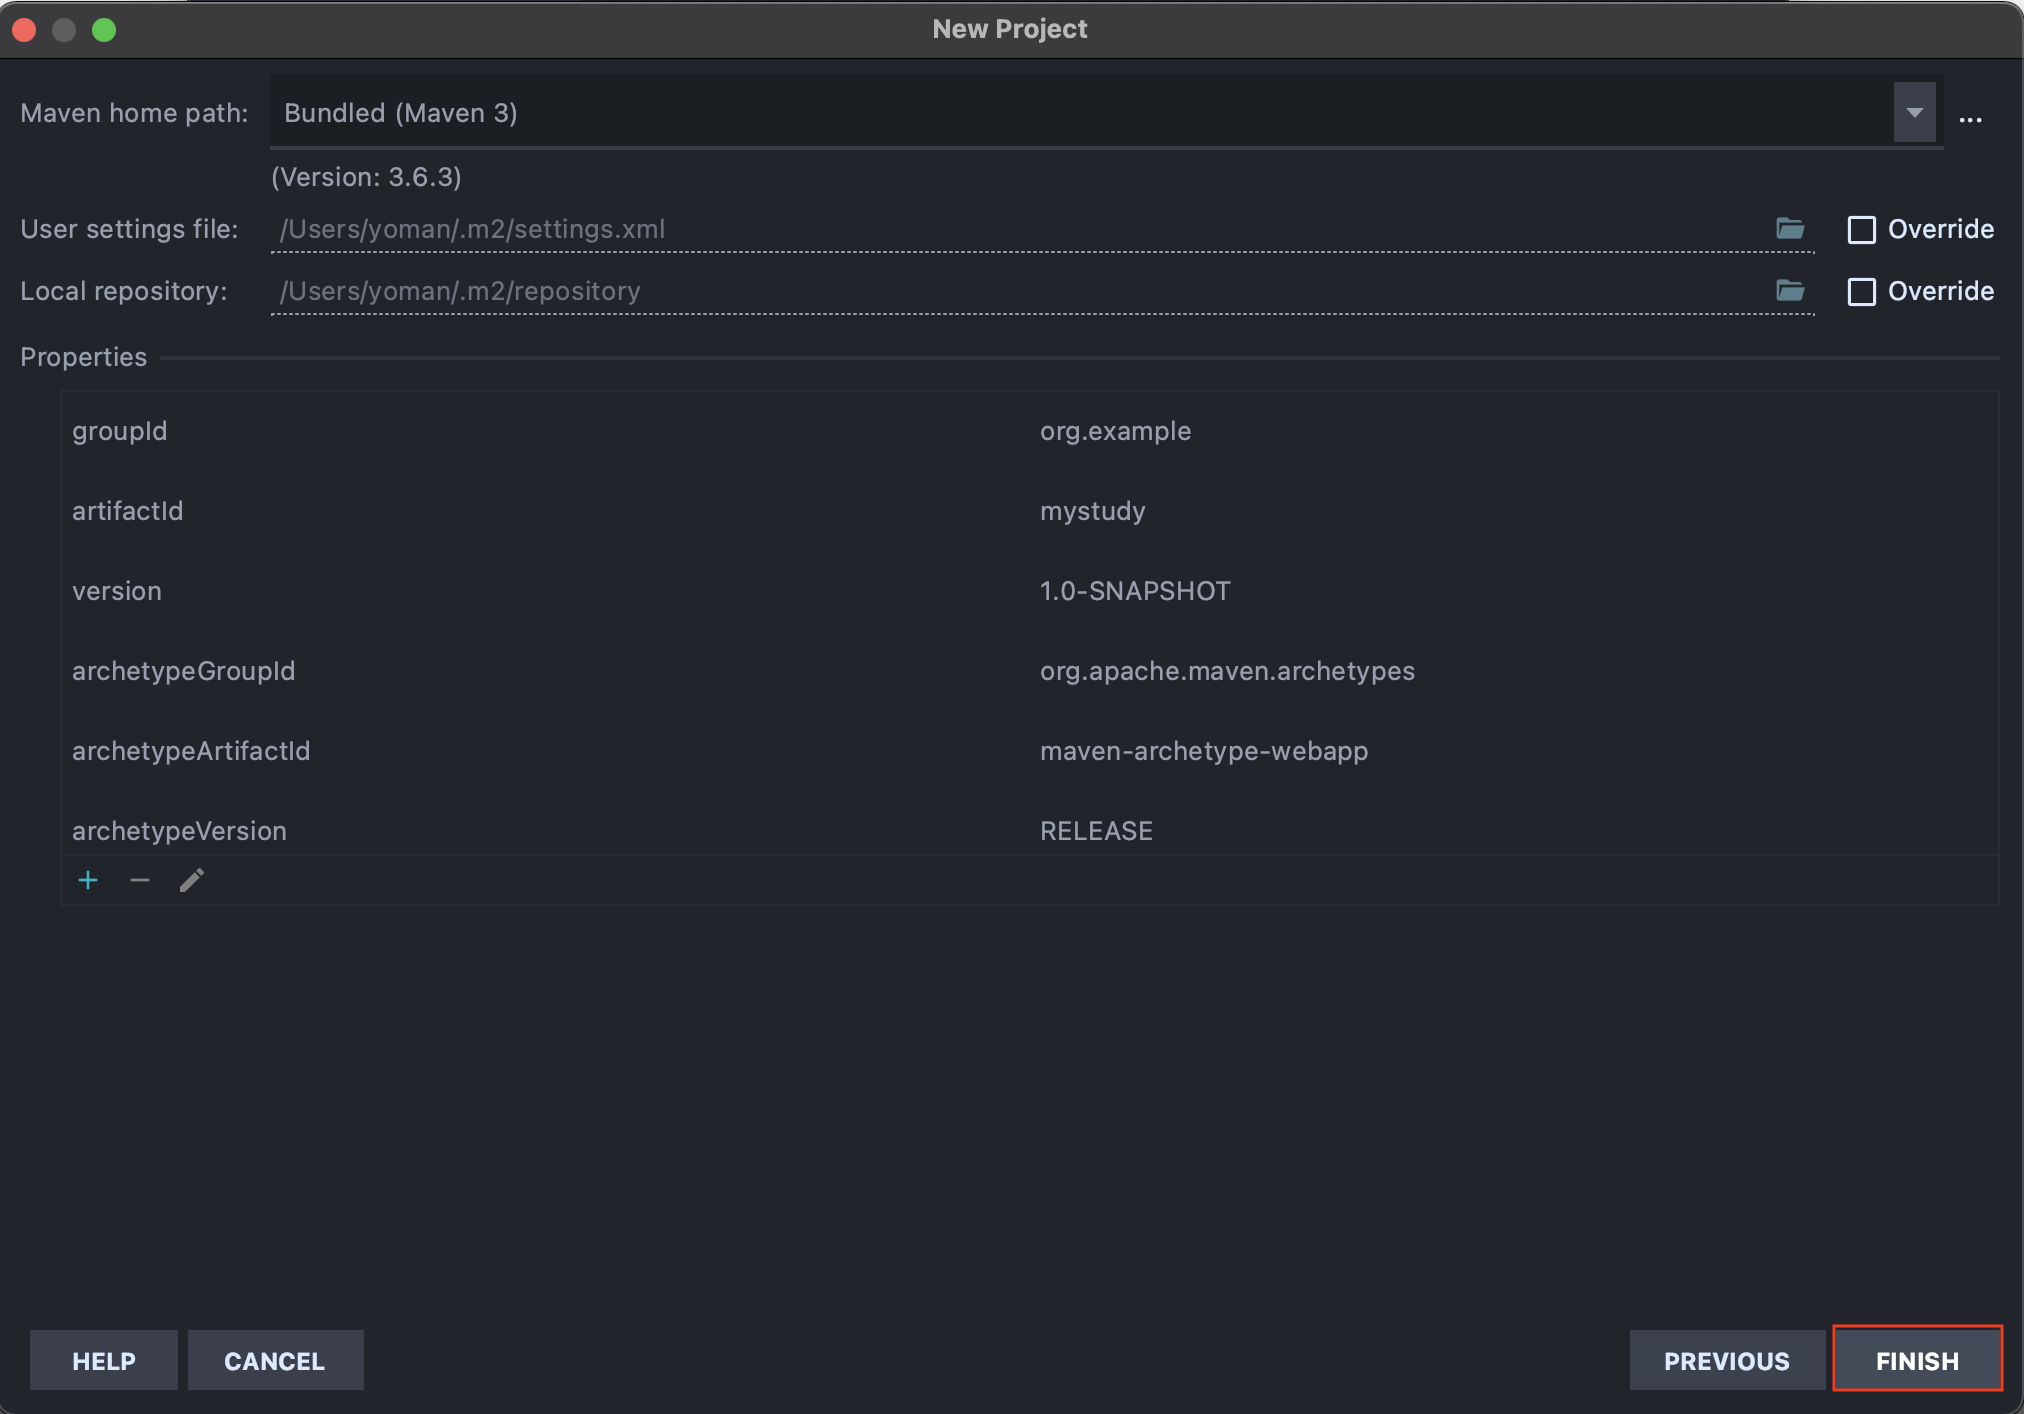 New Project
Maven home path: Bundled (Maven 3) ...
(Version: 3.6.3)
User settings file: /Users/yoman/.m2/settings.xml Override
Local repository: /Users/yoman/.m2/repository Override
Properties
groupId org.example
artifactId mystudy
version 1.0-SNAPSHOT
archetypeGroupId org.apache.maven.archetypes
archetypeArtifactId maven-archetype-webapp
archetypeVersion RELEASE
HELP CANCEL PREVIOUS FINISH